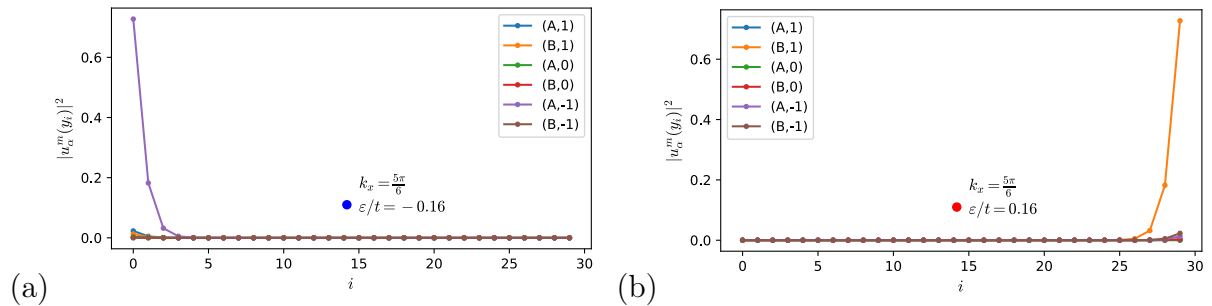 (a)
|u_α^m(y_i)|^2
0.6
0.4
0.2
0.0
(A,1)
(B,1)
(A,0)
(B,0)
(A,-1)
(B,-1)
k_x = 5π/6
ε/t = −0.16
0 5 10 15 20 25 30
i
(b)
|u_α^m(y_i)|^2
0.6
0.4
0.2
0.0
(A,1)
(B,1)
(A,0)
(B,0)
(A,-1)
(B,-1)
k_x = 5π/6
ε/t = 0.16
0 5 10 15 20 25 30
i